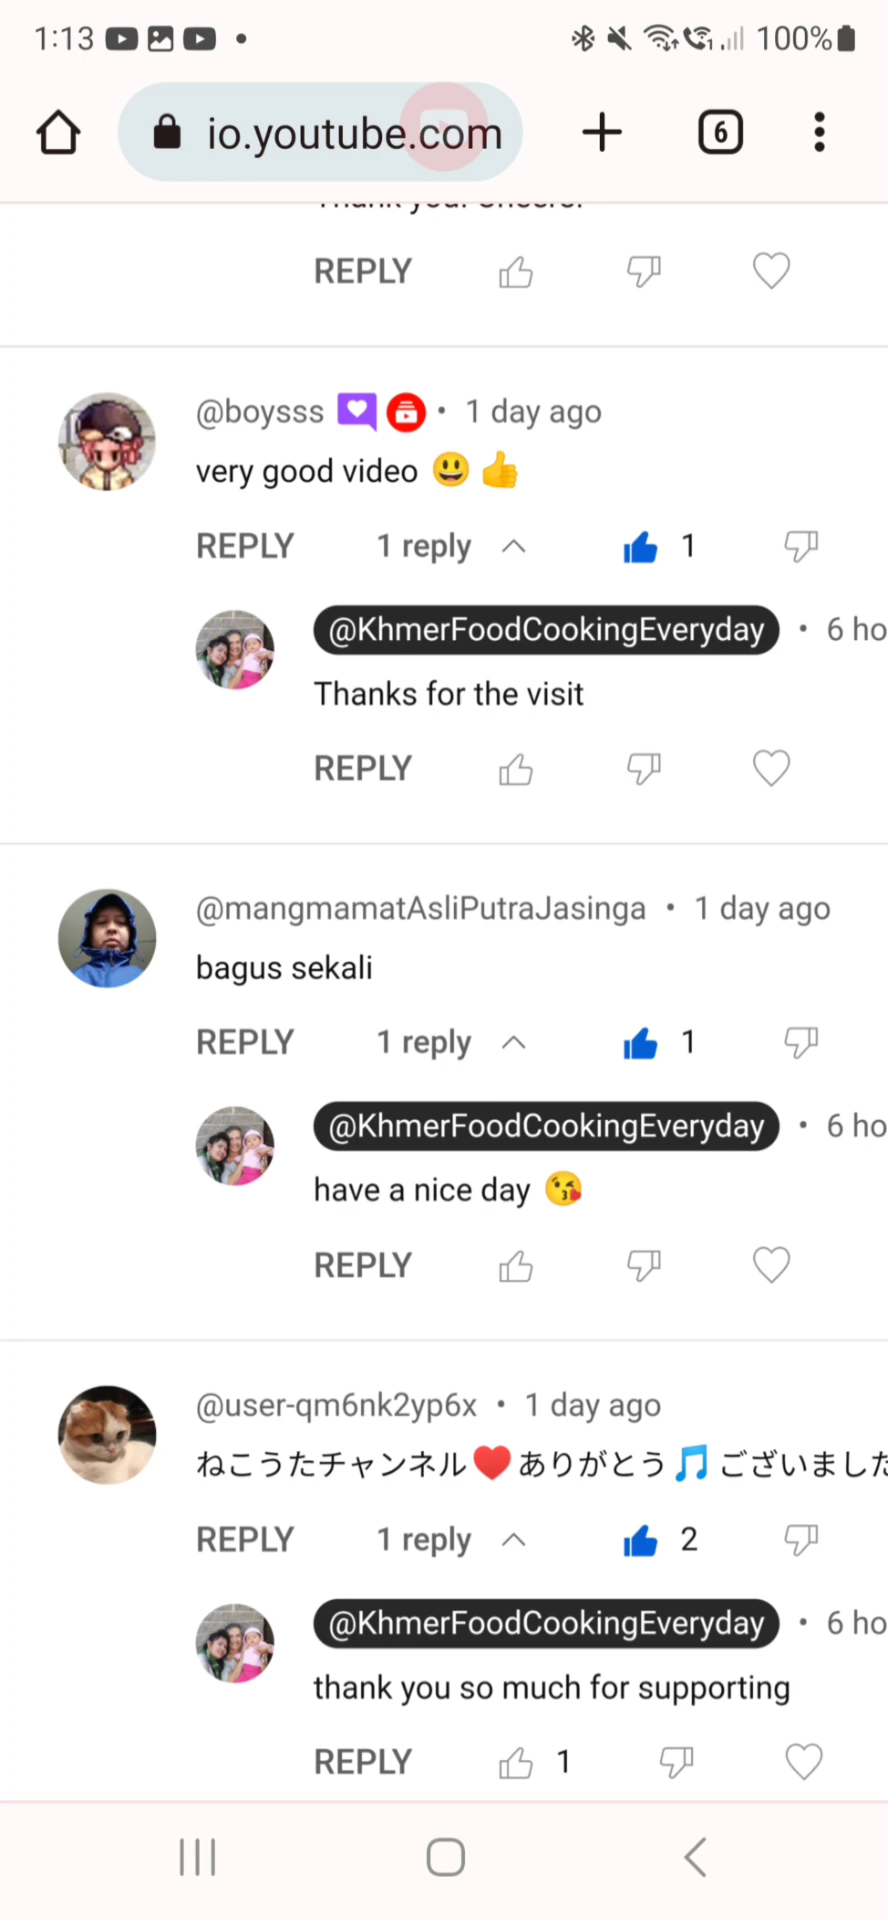 1:13
100%
io.youtube.com
6
Thank you! Cheers!
REPLY
@boysss • 1 day ago
very good video 😃 👍
REPLY 1 reply 1
@KhmerFoodCookingEveryday • 6 ho
Thanks for the visit
REPLY
@mangmamatAsliPutraJasinga • 1 day ago
bagus sekali
REPLY 1 reply 1
@KhmerFoodCookingEveryday • 6 ho
have a nice day 😘
REPLY
@user-qm6nk2yp6x • 1 day ago
ねこうたチャンネル❤️ありがとう🎵ございました
REPLY 1 reply 2
@KhmerFoodCookingEveryday • 6 ho
thank you so much for supporting
REPLY 1